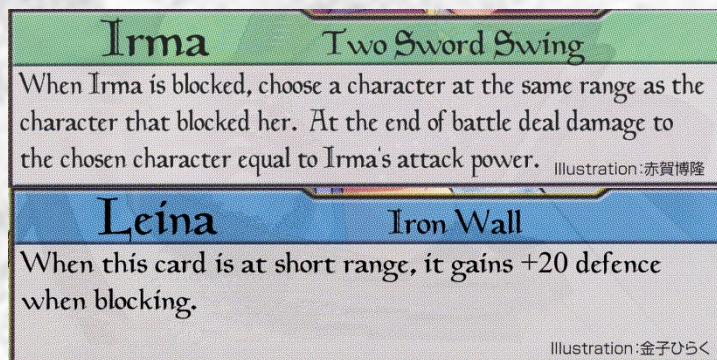 Irma Two Sword Swing
When Irma is blocked, choose a character at the same range as the
character that blocked her. At the end of battle deal damage to
the chosen character equal to Irma's attack power. Illustration:赤賀博隆
Leina Iron Wall
When this card is at short range, it gains +20 defence
when blocking.
Illustration:金子ひらく